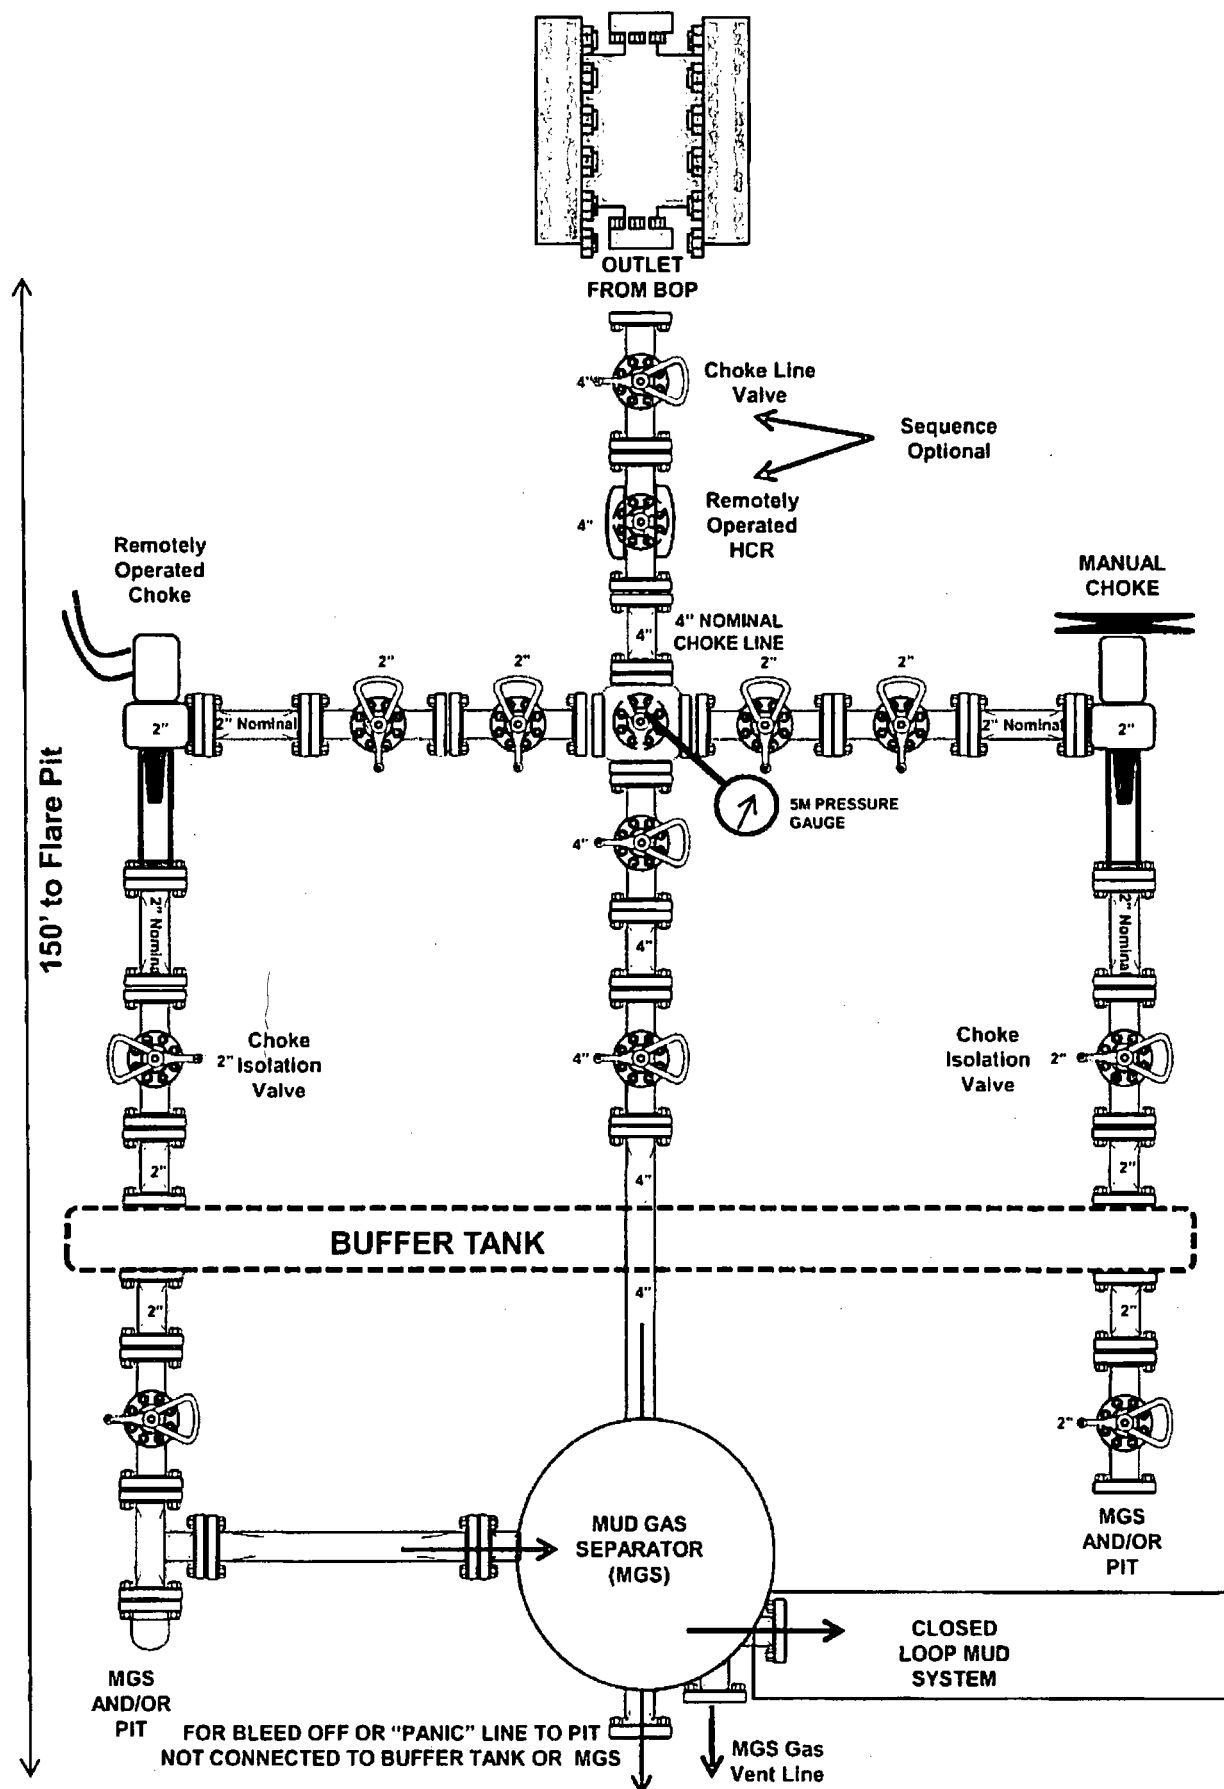 OUTLET
FROM BOP
4"
Choke Line
Valve
Sequence
Optional
4"
Remotely
Operated
HCR
Remotely
Operated
Choke
MANUAL
CHOKE
4"
4" NOMINAL
CHOKE LINE
2"
2"
2"
2"
2"
2" Nominal
2" Nominal
2"
5M PRESSURE
GAUGE
4"
150' to Flare Pit
2" Nominal
4"
2" Nominal
2"
Choke
Isolation
Valve
4"
Choke
Isolation
Valve
2"
2"
4"
2"
BUFFER TANK
2"
4"
2"
2"
MUD GAS
SEPARATOR
(MGS)
MGS
AND/OR
PIT
CLOSED
LOOP MUD
SYSTEM
MGS
AND/OR
PIT
FOR BLEED OFF OR "PANIC" LINE TO PIT
NOT CONNECTED TO BUFFER TANK OR MGS
MGS Gas
Vent Line